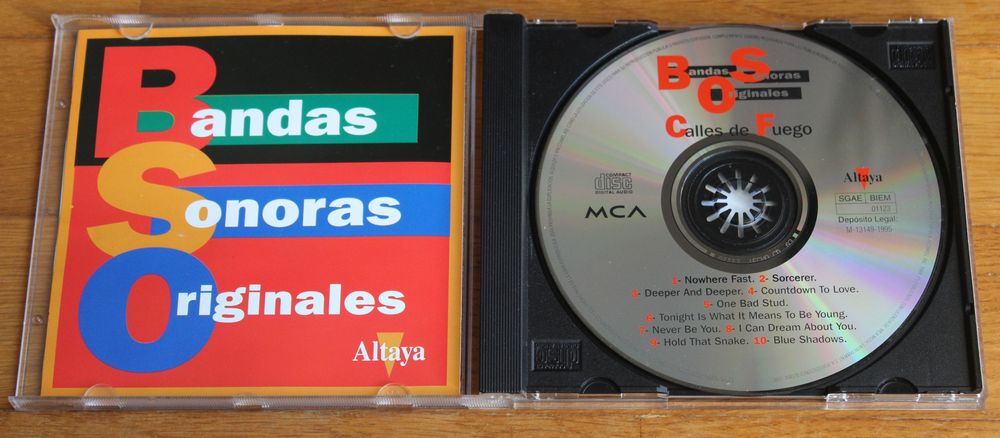 Bandas
Sonoras
Originales
Altaya
Bandas Sonoras
Originales
Calles de Fuego
COMPACT
disc
DIGITAL AUDIO
MCA
Altaya
SGAE BIEM
01123
Depósito Legal:
M-13149-1995
1- Nowhere Fast. 2- Sorcerer.
3- Deeper And Deeper. 4- Countdown To Love.
5- One Bad Stud.
6- Tonight Is What It Means To Be Young.
7- Never Be You. 8- I Can Dream About You.
9- Hold That Snake. 10- Blue Shadows.